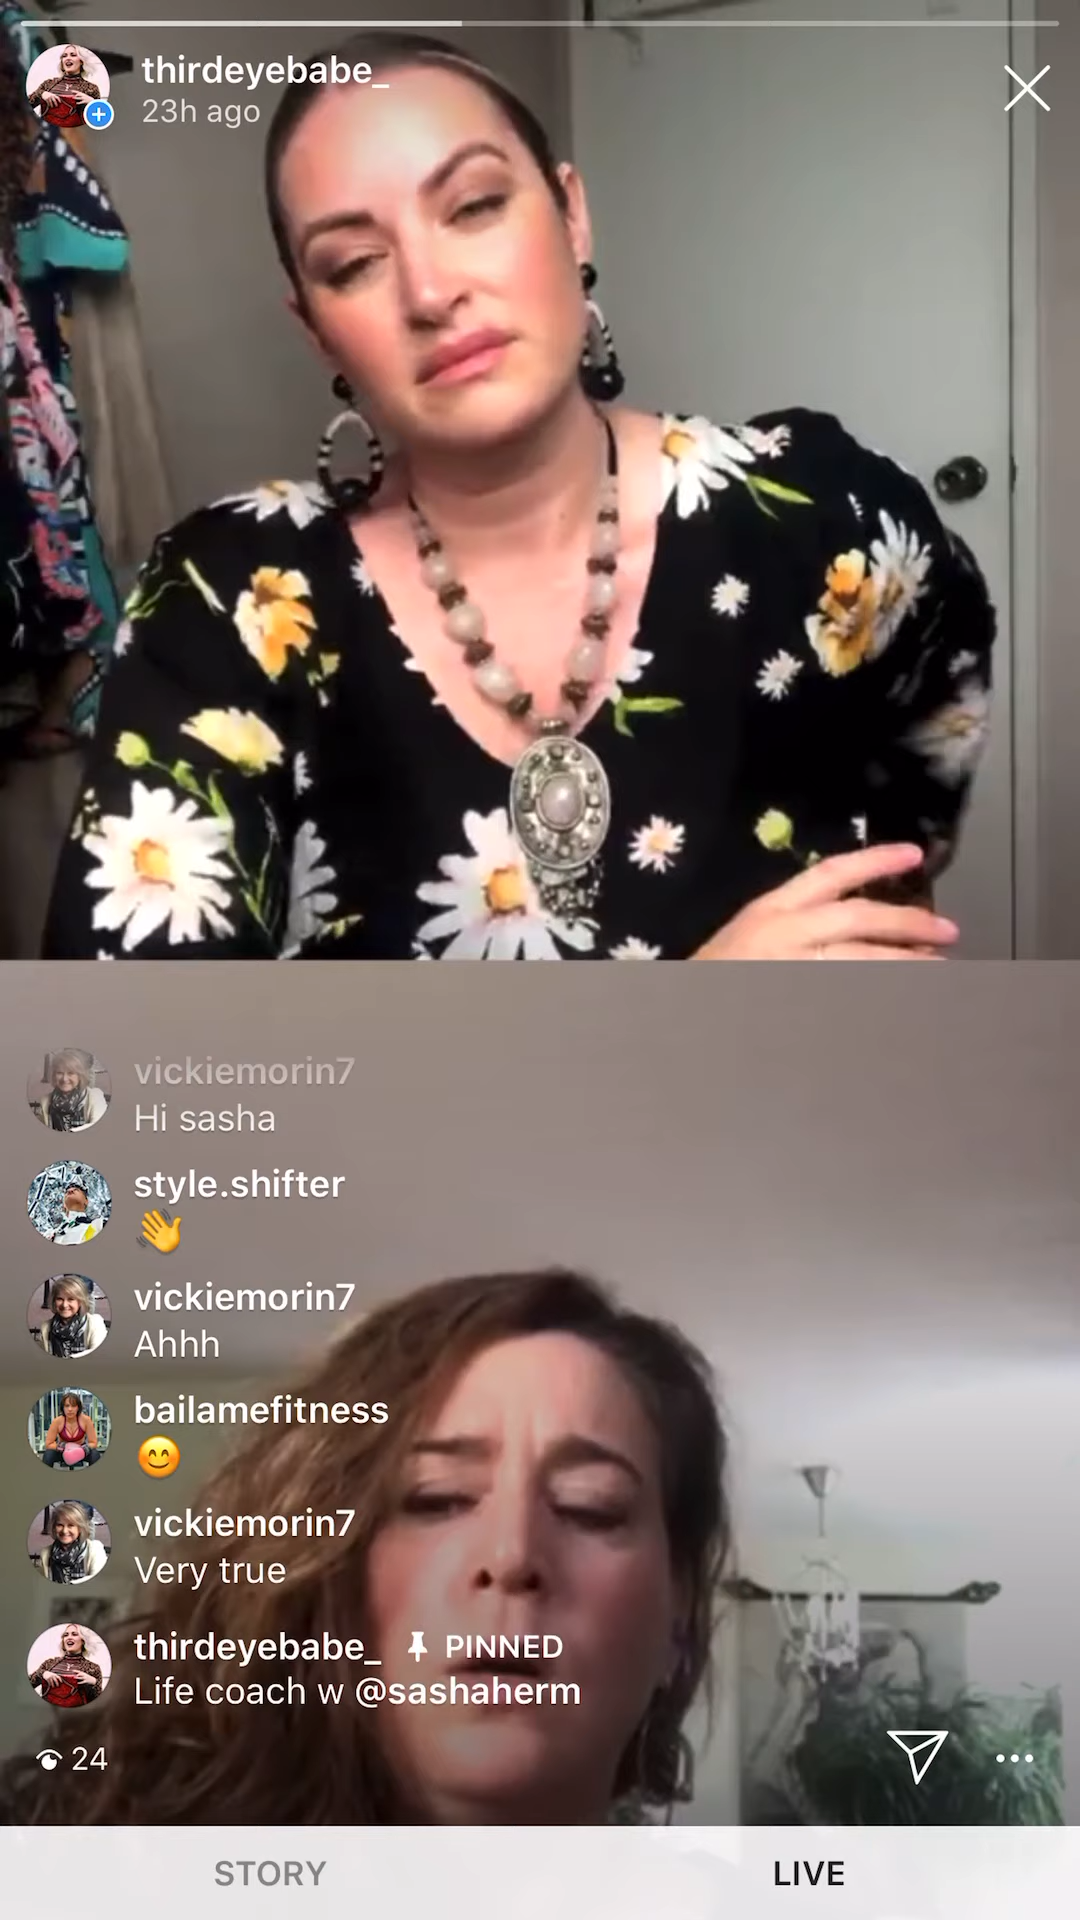 thirdeyebabe_
23h ago
vickiemorin7
Hi sasha
style.shifter
👋
vickiemorin7
Ahhh
bailamefitness
😊
vickiemorin7
Very true
thirdeyebabe_ PINNED
Life coach w @sashaherm
24
STORY LIVE